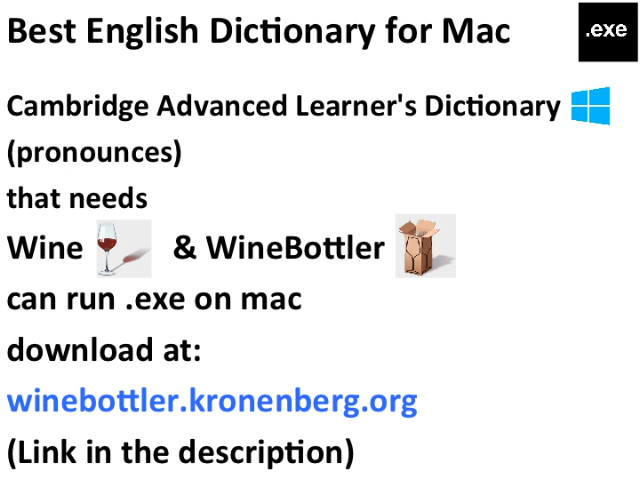 Best English Dictionary for Mac
.exe
Cambridge Advanced Learner's Dictionary
(pronounces)
that needs
Wine & WineBottler
can run .exe on mac
download at:
winebottler.kronenberg.org
(Link in the description)